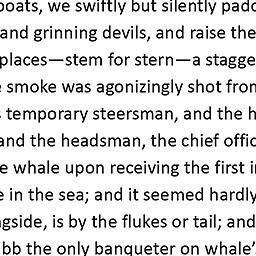 boats, we swiftly but silently padd
and grinning devils, and raise the
places—stem for stern—a stagge
smoke was agonizingly shot from
temporary steersman, and the h
and the headsman, the chief offic
whale upon receiving the first i
in the sea; and it seemed hardly
gside, is by the flukes or tail; and
bb the only banqueter on whale’